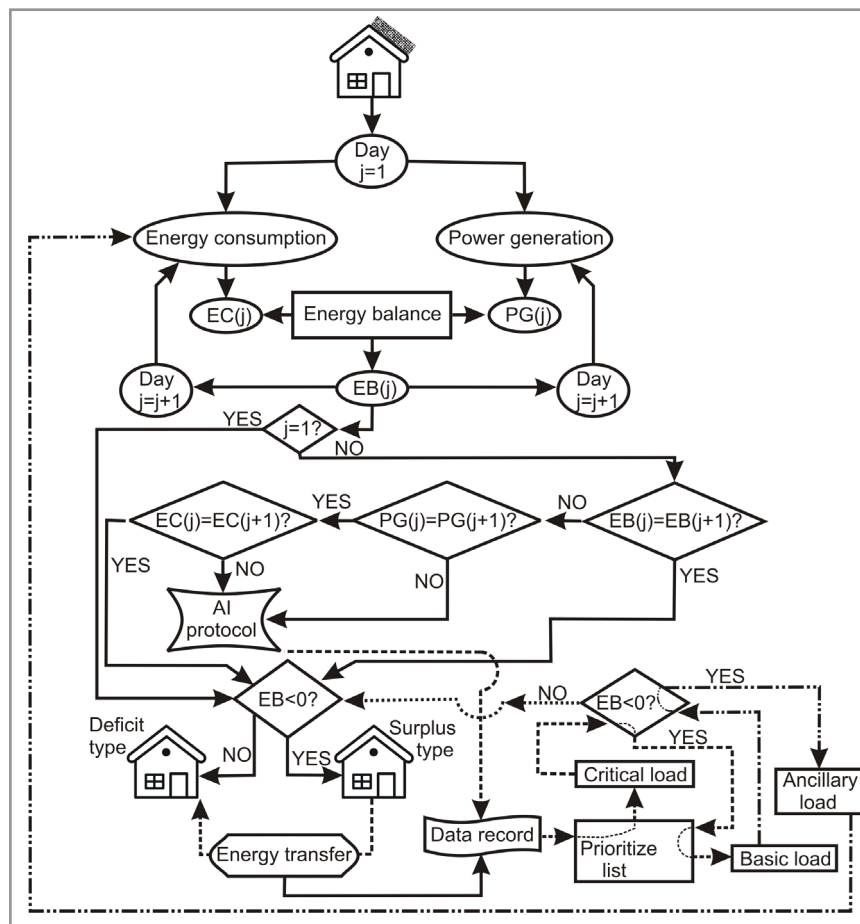 Day
j=1
Energy consumption
Power generation
EC(j)
Energy balance
PG(j)
Day
j=j+1
EB(j)
Day
j=j+1
YES
j=1?
NO
EC(j)=EC(j+1)?
YES
PG(j)=PG(j+1)?
NO
EB(j)=EB(j+1)?
YES
NO
NO
YES
AI
protocol
EB<0?
NO
EB<0?
YES
YES
Deficit
type
NO
YES
Surplus
type
Critical load
Ancillary
load
Energy transfer
Data record
Prioritize
list
Basic load